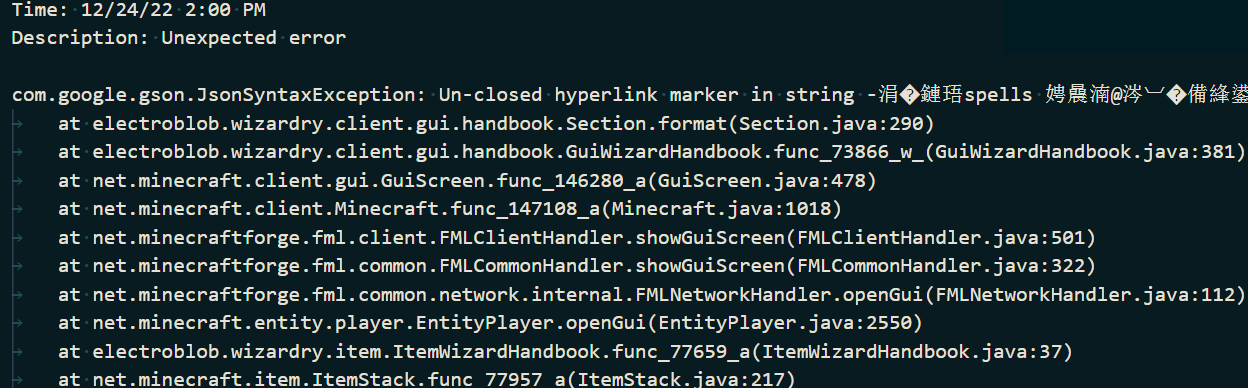 Time: 12/24/22 2:00 PM
Description: Unexpected error
com.google.gson.JsonSyntaxException: Un-closed hyperlink marker in string -涓�鏈珸spells 娉曟湳@涔︺�備絳鍙
at electroblob.wizardry.client.gui.handbook.Section.format(Section.java:290)
at electroblob.wizardry.client.gui.handbook.GuiWizardHandbook.func_73866_w_(GuiWizardHandbook.java:381)
at net.minecraft.client.gui.GuiScreen.func_146280_a(GuiScreen.java:478)
at net.minecraft.client.Minecraft.func_147108_a(Minecraft.java:1018)
at net.minecraftforge.fml.client.FMLClientHandler.showGuiScreen(FMLClientHandler.java:501)
at net.minecraftforge.fml.common.FMLCommonHandler.showGuiScreen(FMLCommonHandler.java:322)
at net.minecraftforge.fml.common.network.internal.FMLNetworkHandler.openGui(FMLNetworkHandler.java:112)
at net.minecraft.entity.player.EntityPlayer.openGui(EntityPlayer.java:2550)
at electroblob.wizardry.item.ItemWizardHandbook.func_77659_a(ItemWizardHandbook.java:37)
at net.minecraft.item.ItemStack.func_77957_a(ItemStack.java:217)